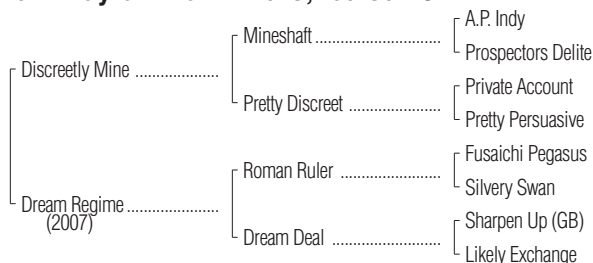 A.P. Indy
Mineshaft
Prospectors Delite
Discreetly Mine
Private Account
Pretty Discreet
Pretty Persuasive
Fusaichi Pegasus
Roman Ruler
Silvery Swan
Dream Regime
(2007)
Sharpen Up (GB)
Dream Deal
Likely Exchange